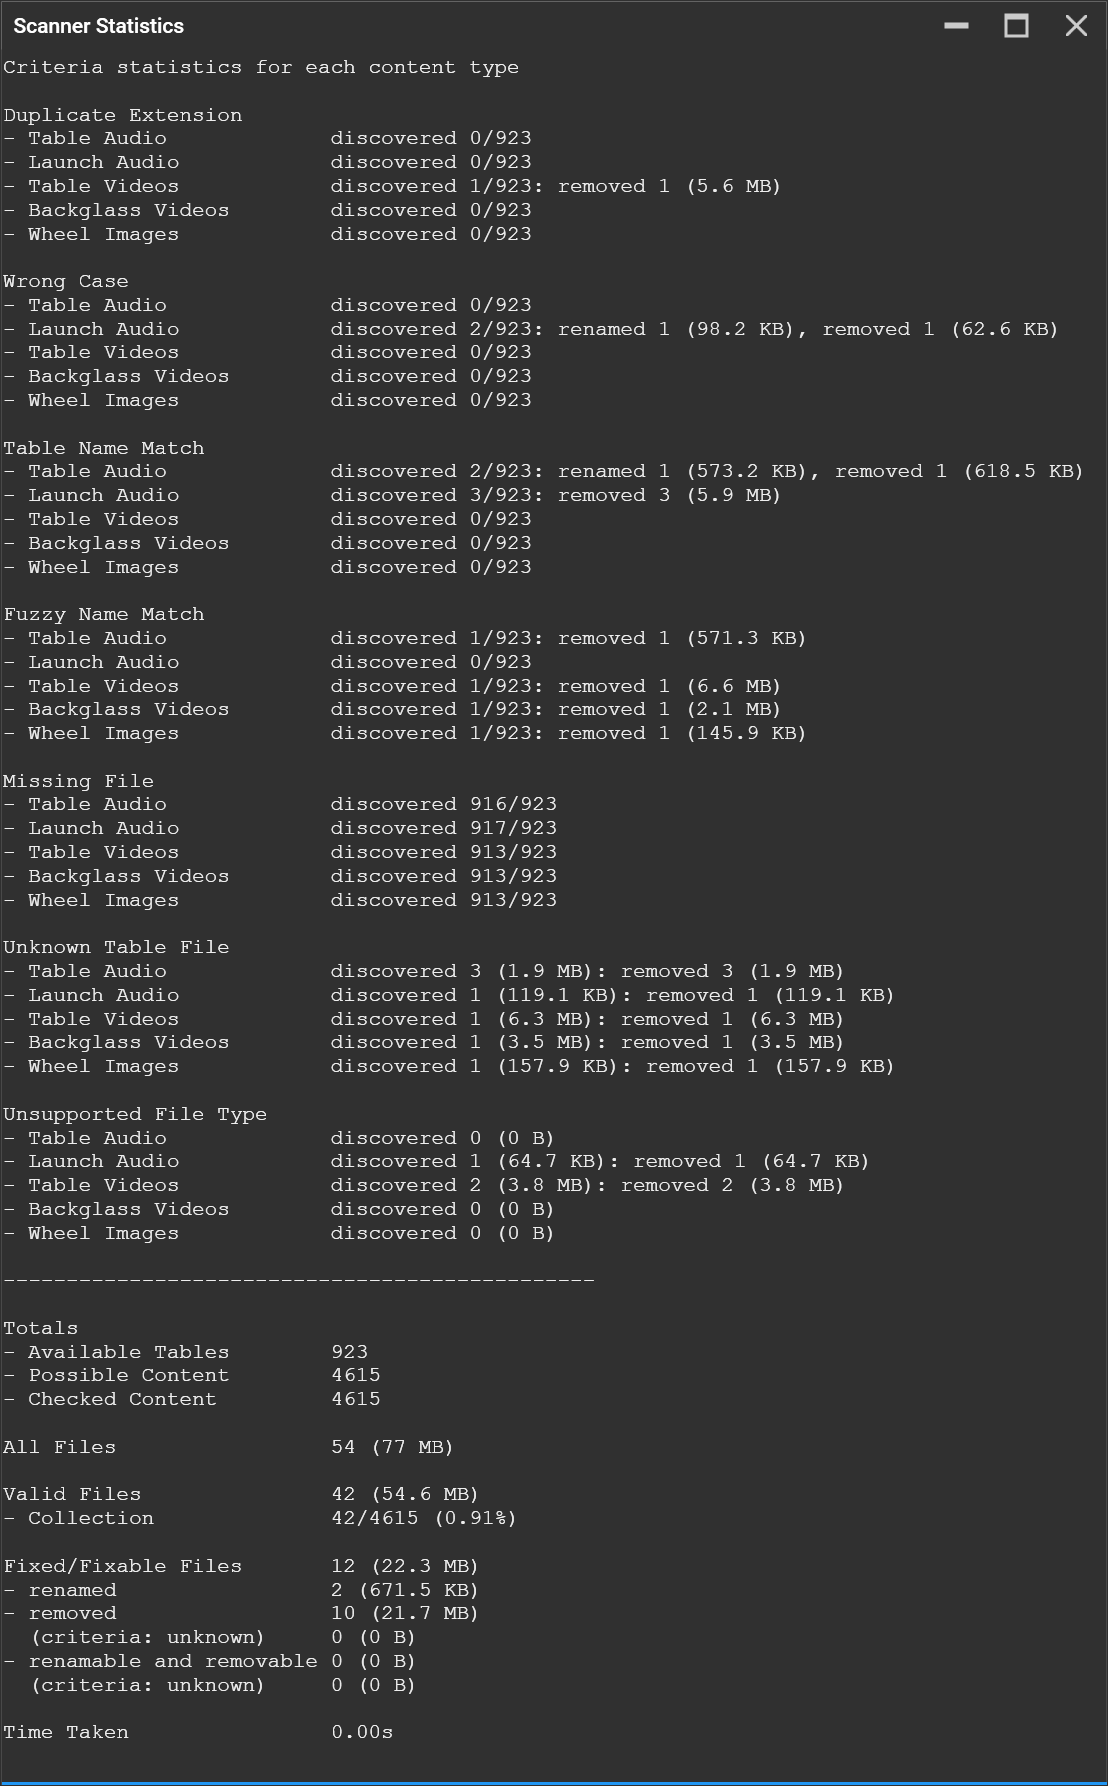 Scanner Statistics
Criteria statistics for each content type
Duplicate Extension
- Table Audio discovered 0/923
- Launch Audio discovered 0/923
- Table Videos discovered 1/923: removed 1 (5.6 MB)
- Backglass Videos discovered 0/923
- Wheel Images discovered 0/923
Wrong Case
- Table Audio discovered 0/923
- Launch Audio discovered 2/923: renamed 1 (98.2 KB), removed 1 (62.6 KB)
- Table Videos discovered 0/923
- Backglass Videos discovered 0/923
- Wheel Images discovered 0/923
Table Name Match
- Table Audio discovered 2/923: renamed 1 (573.2 KB), removed 1 (618.5 KB)
- Launch Audio discovered 3/923: removed 3 (5.9 MB)
- Table Videos discovered 0/923
- Backglass Videos discovered 0/923
- Wheel Images discovered 0/923
Fuzzy Name Match
- Table Audio discovered 1/923: removed 1 (571.3 KB)
- Launch Audio discovered 0/923
- Table Videos discovered 1/923: removed 1 (6.6 MB)
- Backglass Videos discovered 1/923: removed 1 (2.1 MB)
- Wheel Images discovered 1/923: removed 1 (145.9 KB)
Missing File
- Table Audio discovered 916/923
- Launch Audio discovered 917/923
- Table Videos discovered 913/923
- Backglass Videos discovered 913/923
- Wheel Images discovered 913/923
Unknown Table File
- Table Audio discovered 3 (1.9 MB): removed 3 (1.9 MB)
- Launch Audio discovered 1 (119.1 KB): removed 1 (119.1 KB)
- Table Videos discovered 1 (6.3 MB): removed 1 (6.3 MB)
- Backglass Videos discovered 1 (3.5 MB): removed 1 (3.5 MB)
- Wheel Images discovered 1 (157.9 KB): removed 1 (157.9 KB)
Unsupported File Type
- Table Audio discovered 0 (0 B)
- Launch Audio discovered 1 (64.7 KB): removed 1 (64.7 KB)
- Table Videos discovered 2 (3.8 MB): removed 2 (3.8 MB)
- Backglass Videos discovered 0 (0 B)
- Wheel Images discovered 0 (0 B)
-----------------------------------------------
Totals
- Available Tables 923
- Possible Content 4615
- Checked Content 4615
All Files 54 (77 MB)
Valid Files 42 (54.6 MB)
- Collection 42/4615 (0.91%)
Fixed/Fixable Files 12 (22.3 MB)
- renamed 2 (671.5 KB)
- removed 10 (21.7 MB)
(criteria: unknown) 0 (0 B)
- renamable and removable 0 (0 B)
(criteria: unknown) 0 (0 B)
Time Taken 0.00s